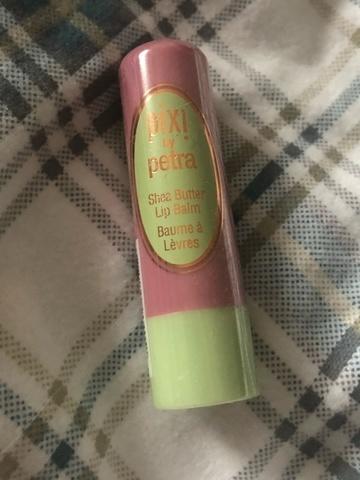 pixi
by
petra
Shea Butter
Lip Balm
Baume à
Lèvres